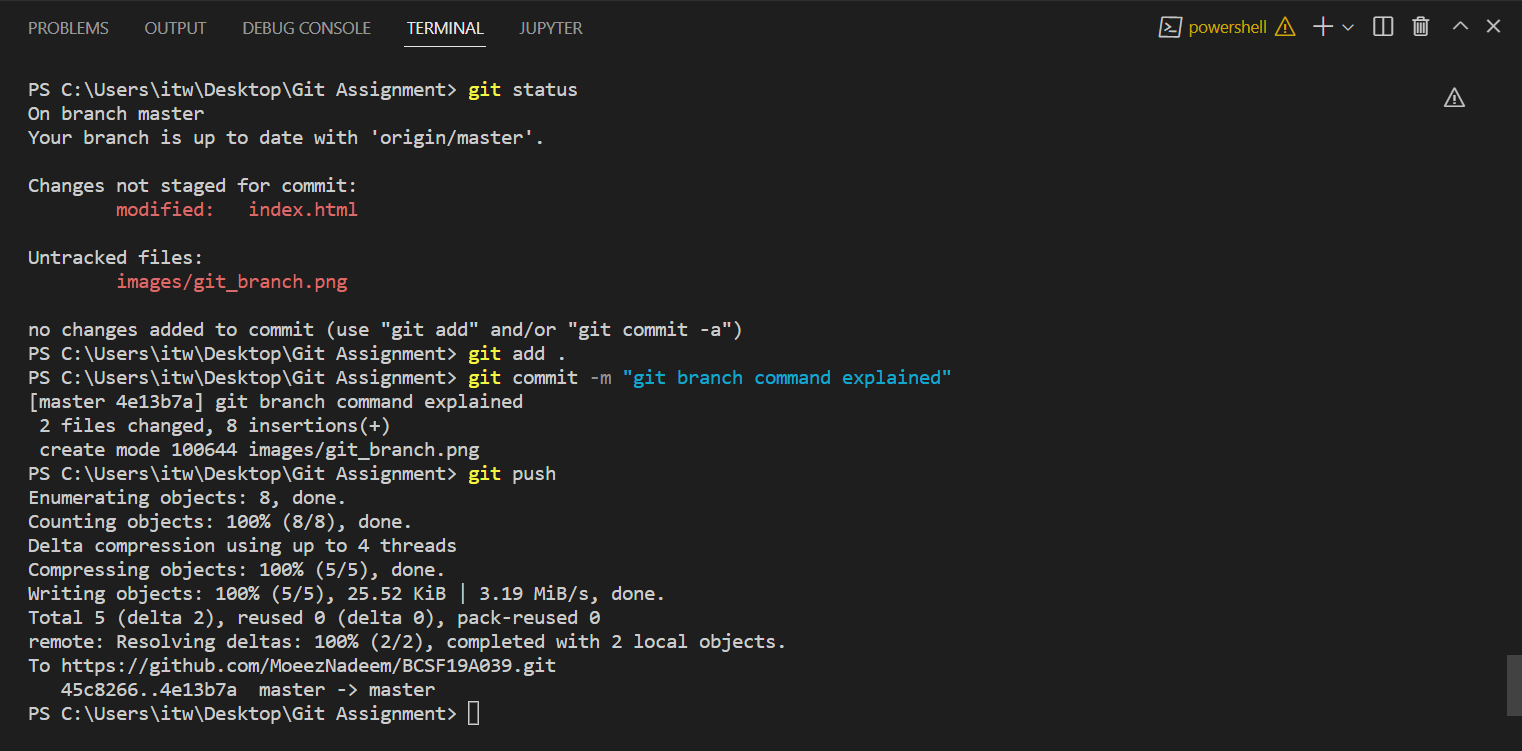 PROBLEMS OUTPUT DEBUG CONSOLE TERMINAL JUPYTER powershell
PS C:\Users\itw\Desktop\Git Assignment> git status
On branch master
Your branch is up to date with 'origin/master'.
Changes not staged for commit:
        modified:   index.html
Untracked files:
        images/git_branch.png
no changes added to commit (use "git add" and/or "git commit -a")
PS C:\Users\itw\Desktop\Git Assignment> git add .
PS C:\Users\itw\Desktop\Git Assignment> git commit -m "git branch command explained"
[master 4e13b7a] git branch command explained
 2 files changed, 8 insertions(+)
 create mode 100644 images/git_branch.png
PS C:\Users\itw\Desktop\Git Assignment> git push
Enumerating objects: 8, done.
Counting objects: 100% (8/8), done.
Delta compression using up to 4 threads
Compressing objects: 100% (5/5), done.
Writing objects: 100% (5/5), 25.52 KiB | 3.19 MiB/s, done.
Total 5 (delta 2), reused 0 (delta 0), pack-reused 0
remote: Resolving deltas: 100% (2/2), completed with 2 local objects.
To https://github.com/MoeezNadeem/BCSF19A039.git
   45c8266..4e13b7a  master -> master
PS C:\Users\itw\Desktop\Git Assignment>